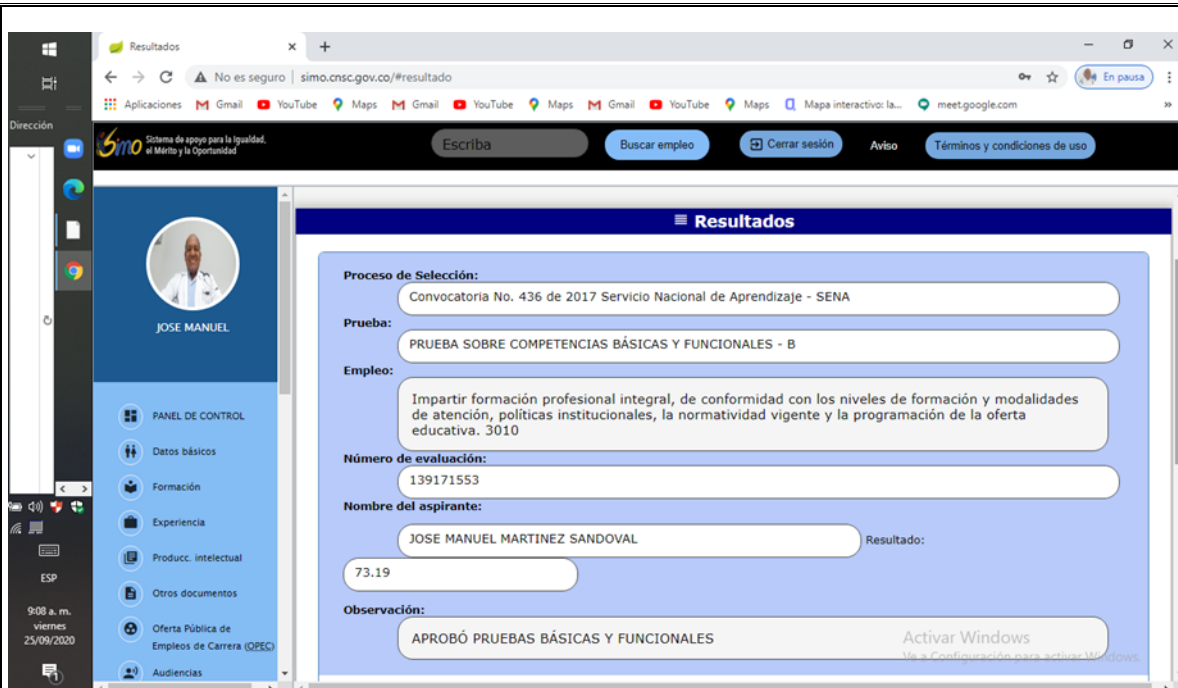 Resultados
No es seguro | simo.cnsc.gov.co/#resultado
En pausa
Aplicaciones Gmail YouTube Maps Gmail YouTube Maps Gmail YouTube Maps Mapa interactivo: la... meet.google.com
Dirección
Simo Sistema de apoyo para la Igualdad,
el Mérito y la Oportunidad
Escriba
Buscar empleo
Cerrar sesión
Aviso
Términos y condiciones de uso
JOSE MANUEL
PANEL DE CONTROL
Datos básicos
Formación
Experiencia
Producc. intelectual
Otros documentos
Oferta Pública de
Empleos de Carrera (OPEC)
Audiencias
Resultados
Proceso de Selección:
Convocatoria No. 436 de 2017 Servicio Nacional de Aprendizaje - SENA
Prueba:
PRUEBA SOBRE COMPETENCIAS BÁSICAS Y FUNCIONALES - B
Empleo:
Impartir formación profesional integral, de conformidad con los niveles de formación y modalidades
de atención, políticas institucionales, la normatividad vigente y la programación de la oferta
educativa. 3010
Número de evaluación:
139171553
Nombre del aspirante:
JOSE MANUEL MARTINEZ SANDOVAL
Resultado:
73.19
Observación:
APROBÓ PRUEBAS BÁSICAS Y FUNCIONALES
Activar Windows
Ve a Configuración para activar Windows.
ESP
9:08 a. m.
viernes
25/09/2020